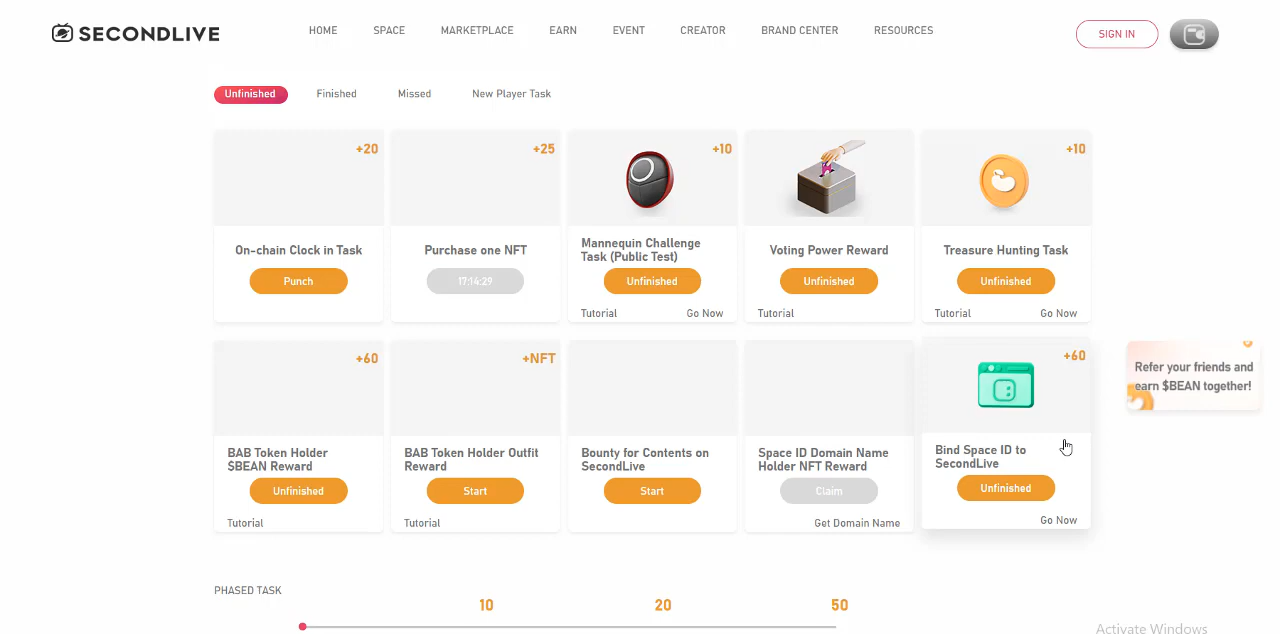 SECONDLIVE
HOME
SPACE
MARKETPLACE
EARN
EVENT
CREATOR
BRAND CENTER
RESOURCES
SIGN IN
Unfinished
Finished
Missed
New Player Task
+20
On-chain Clock in Task
Punch
+25
Purchase one NFT
17:14:29
+10
Mannequin Challenge
Task (Public Test)
Unfinished
Tutorial
Go Now
Voting Power Reward
Unfinished
Tutorial
+10
Treasure Hunting Task
Unfinished
Tutorial
Go Now
+60
BAB Token Holder
$BEAN Reward
Unfinished
Tutorial
+NFT
BAB Token Holder Outfit
Reward
Start
Tutorial
Bounty for Contents on
SecondLive
Start
Space ID Domain Name
Holder NFT Reward
Claim
Get Domain Name
+60
Bind Space ID to
SecondLive
Unfinished
Go Now
Refer your friends and
earn $BEAN together!
PHASED TASK
10
20
50
Activate Windows